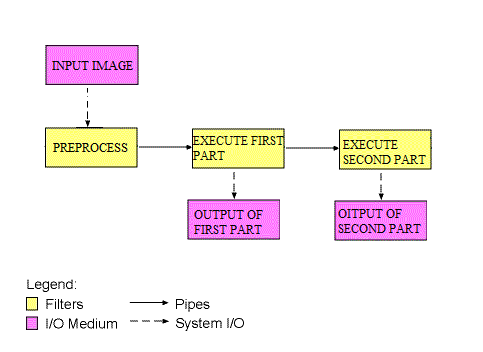 INPUT IMAGE
PREPROCESS
EXECUTE FIRST
PART
EXECUTE
SECOND PART
OUTPUT OF
FIRST PART
OITPUT OF
SECOND PART
Legend:
Filters
Pipes
I/O Medium
System I/O